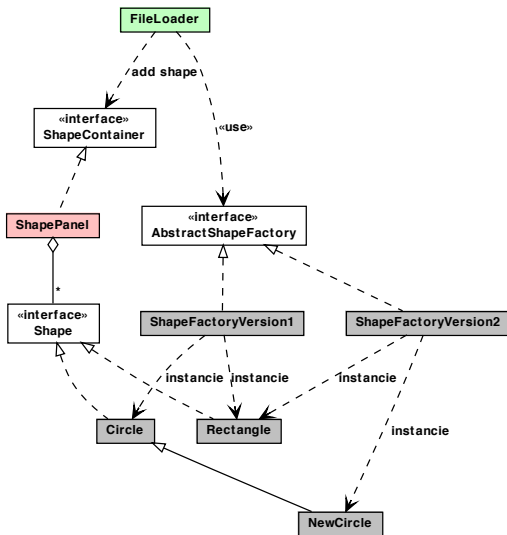 FileLoader
add shape
«interface»
ShapeContainer
«use»
ShapePanel
«interface»
AbstractShapeFactory
*
«interface»
Shape
ShapeFactoryVersion1
ShapeFactoryVersion2
instancie
instancie
instancie
Circle
Rectangle
instancie
NewCircle